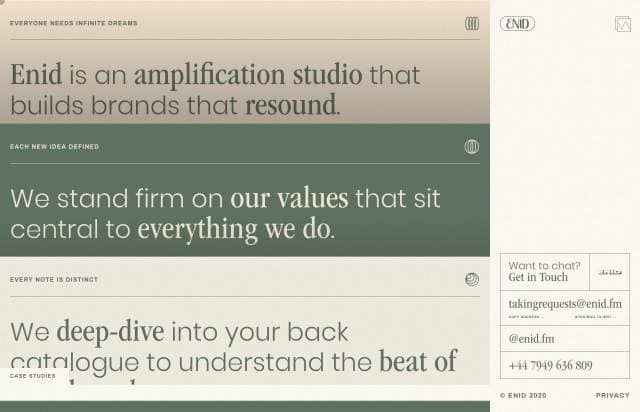 EVERYONE NEEDS INFINITE DREAMS
Enid is an amplification studio that
builds brands that resound.
EACH NEW IDEA DEFINED
We stand firm on our values that sit
central to everything we do.
EVERY NOTE IS DISTINCT
We deep-dive into your back
catalogue to understand the beat of
CASE STUDIES
ENID
Want to chat?
Get in Touch
takingrequests@enid.fm
COPY ADDRESS
OPEN MAIL CLIENT
@enid.fm
+44 7949 636 809
© ENID 2020
PRIVACY